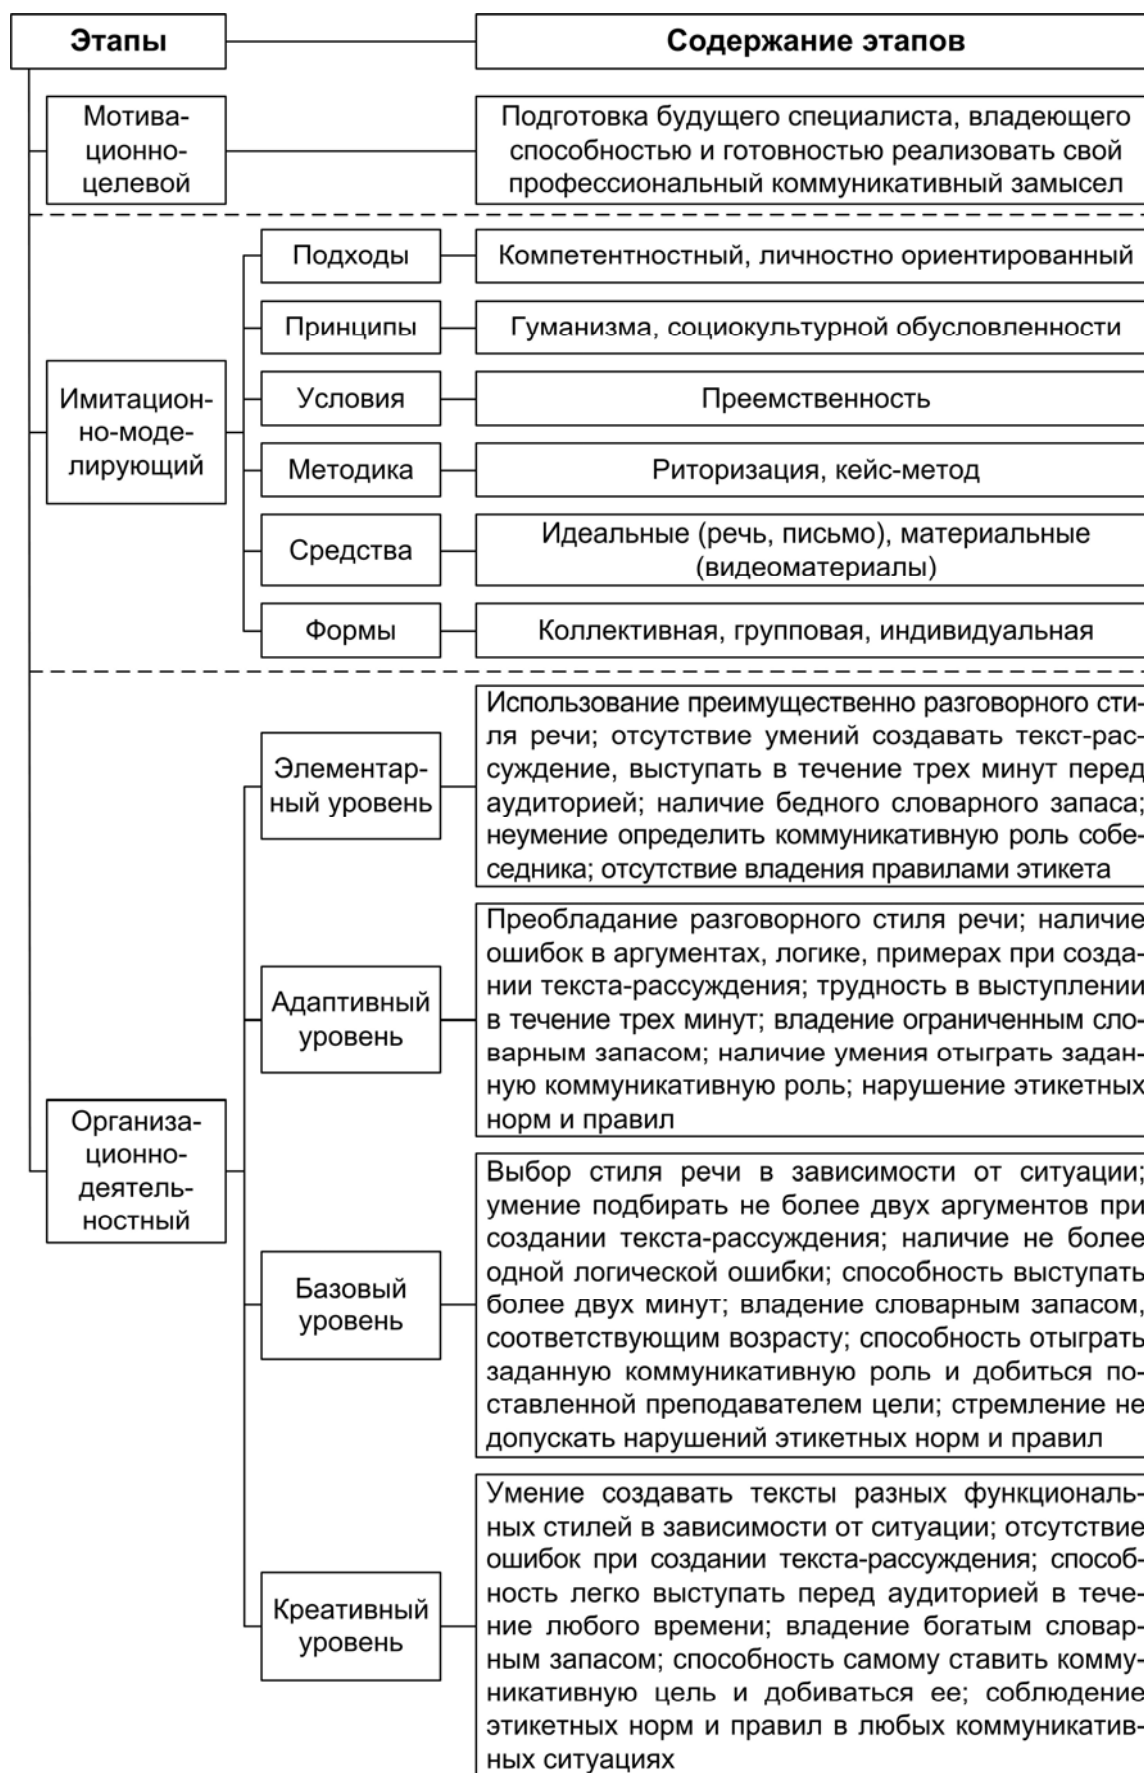 Этапы
Содержание этапов
Мотива-
ционно-
целевой
Подготовка будущего специалиста, владеющего
способностью и готовностью реализовать свой
профессиональный коммуникативный замысел
Имитацион-
но-моде-
лирующий
Подходы
Компетентностный, личностно ориентированный
Принципы
Гуманизма, социокультурной обусловленности
Условия
Преемственность
Методика
Риторизация, кейс-метод
Средства
Идеальные (речь, письмо), материальные
(видеоматериалы)
Формы
Коллективная, групповая, индивидуальная
Организа-
ционно-
деятель-
ностный
Элементар-
ный уровень
Использование преимущественно разговорного сти-
ля речи; отсутствие умений создавать текст-рас-
суждение, выступать в течение трех минут перед
аудиторией; наличие бедного словарного запаса;
неумение определить коммуникативную роль собе-
седника; отсутствие владения правилами этикета
Адаптивный
уровень
Преобладание разговорного стиля речи; наличие
ошибок в аргументах, логике, примерах при созда-
нии текста-рассуждения; трудность в выступлении
в течение трех минут; владение ограниченным сло-
варным запасом; наличие умения отыграть задан-
ную коммуникативную роль; нарушение этикетных
норм и правил
Базовый
уровень
Выбор стиля речи в зависимости от ситуации;
умение подбирать не более двух аргументов при
создании текста-рассуждения; наличие не более
одной логической ошибки; способность выступать
более двух минут; владение словарным запасом,
соответствующим возрасту; способность отыграть
заданную коммуникативную роль и добиться по-
ставленной преподавателем цели; стремление не
допускать нарушений этикетных норм и правил
Креативный
уровень
Умение создавать тексты разных функциональ-
ных стилей в зависимости от ситуации; отсутствие
ошибок при создании текста-рассуждения; способ-
ность легко выступать перед аудиторией в тече-
ние любого времени; владение богатым словар-
ным запасом; способность самому ставить комму-
никативную цель и добиваться ее; соблюдение
этикетных норм и правил в любых коммуникатив-
ных ситуациях